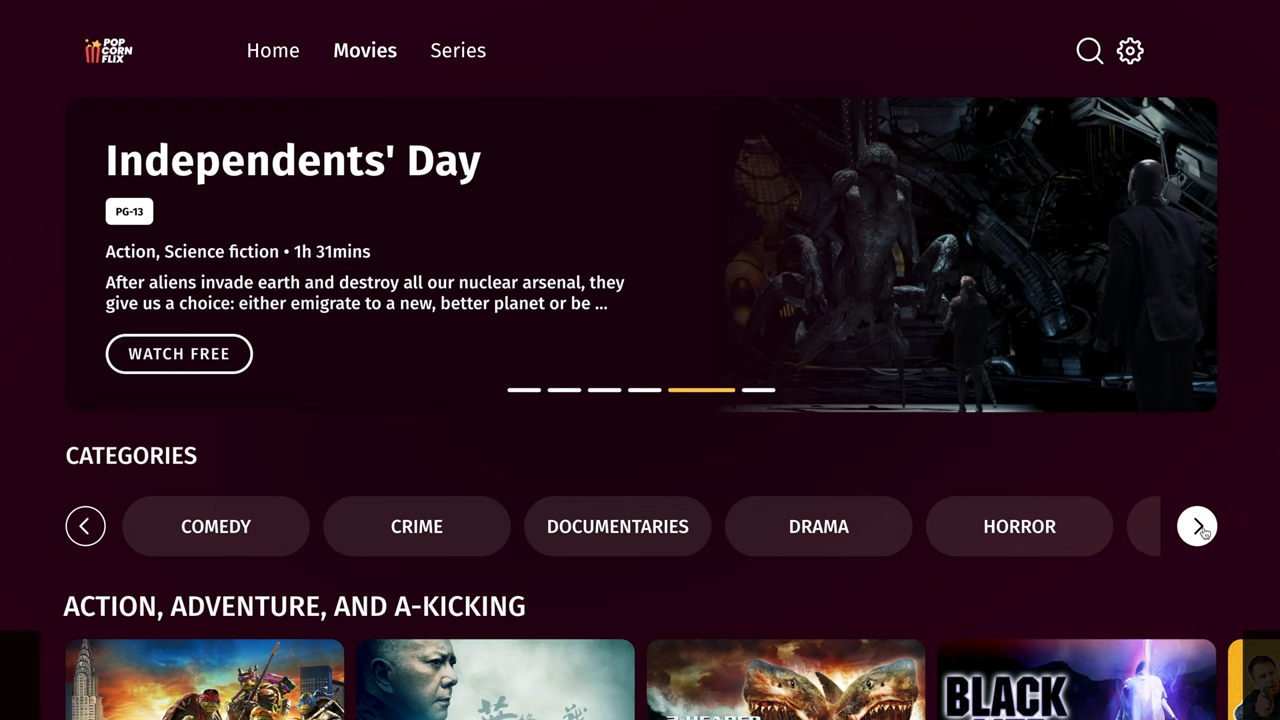 POP
CORN
FLIX
Home
Movies
Series
Independents' Day
PG-13
Action, Science fiction • 1h 31mins
After aliens invade earth and destroy all our nuclear arsenal, they
give us a choice: either emigrate to a new, better planet or be ...
WATCH FREE
CATEGORIES
COMEDY
CRIME
DOCUMENTARIES
DRAMA
HORROR
ACTION, ADVENTURE, AND A-KICKING
BLACK